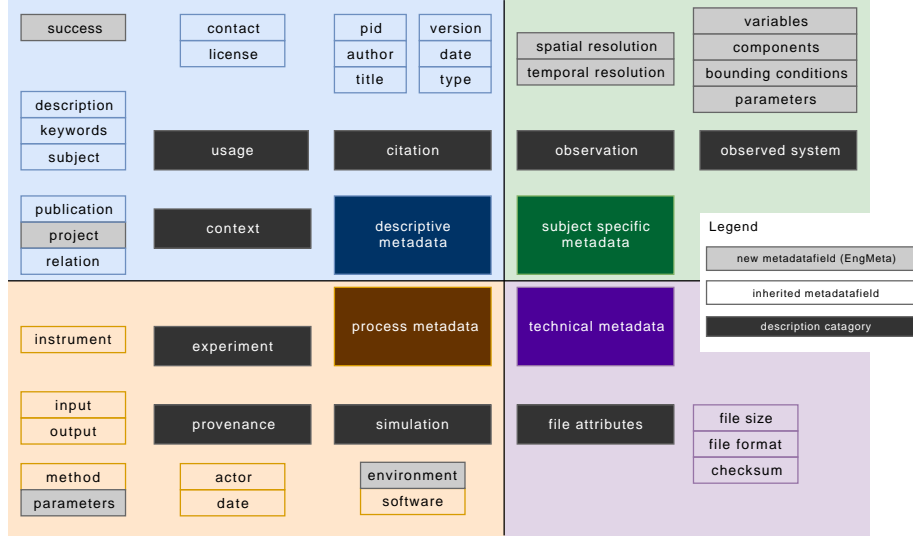 success
contact
license
pid
author
title
version
date
type
spatial resolution
temporal resolution
variables
components
bounding conditions
parameters
description
keywords
subject
usage
citation
observation
observed system
publication
project
relation
context
descriptive
metadata
subject specific
metadata
Legend
new metadatafield (EngMeta)
inherited metadatafield
description catagory
instrument
experiment
process metadata
technical metadata
input
output
provenance
simulation
file attributes
file size
file format
checksum
method
parameters
actor
date
environment
software